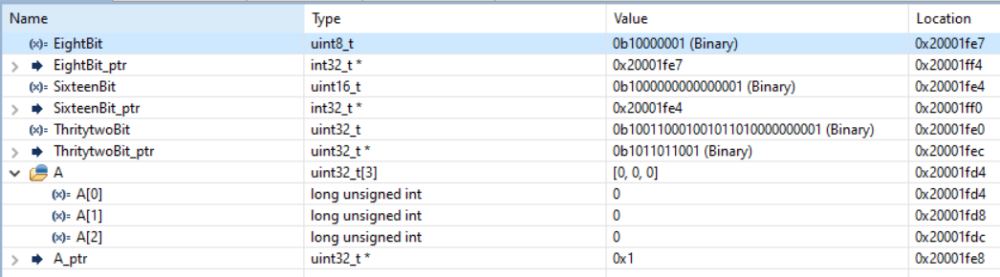 Name Type Value Location
(x)= EightBit uint8_t 0b10000001 (Binary) 0x20001fe7
EightBit_ptr int32_t * 0x20001fe7 0x20001ff4
(x)= SixteenBit uint16_t 0b1000000000000001 (Binary) 0x20001fe4
SixteenBit_ptr int32_t * 0x20001fe4 0x20001ff0
(x)= ThritytwoBit uint32_t 0b100110001001011010000000001 (Binary) 0x20001fe0
ThritytwoBit_ptr uint32_t * 0b1011011001 (Binary) 0x20001fec
A uint32_t[3] [0, 0, 0] 0x20001fd4
(x)= A[0] long unsigned int 0 0x20001fd4
(x)= A[1] long unsigned int 0 0x20001fd8
(x)= A[2] long unsigned int 0 0x20001fdc
A_ptr uint32_t * 0x1 0x20001fe8